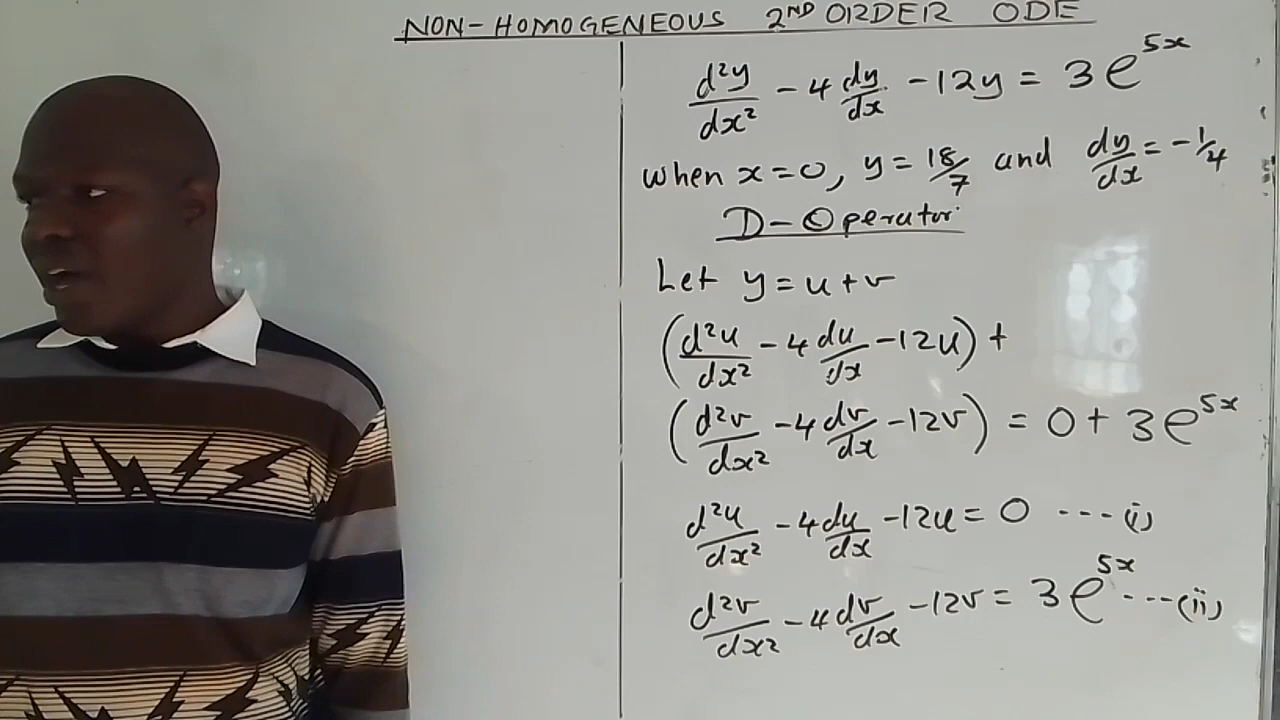 NON-HOMOGENEOUS 2ND ORDER ODE
d²y/dx² - 4 dy/dx - 12y = 3e^5x
when x=0, y=18/7 and dy/dx = -1/4
D-Operator
Let y = u + v
(d²u/dx² - 4 du/dx - 12u) +
(d²v/dx² - 4 dv/dx - 12v) = 0 + 3e^5x
d²u/dx² - 4 du/dx - 12u = 0 ---(i)
d²v/dx² - 4 dv/dx - 12v = 3e^5x ---(ii)